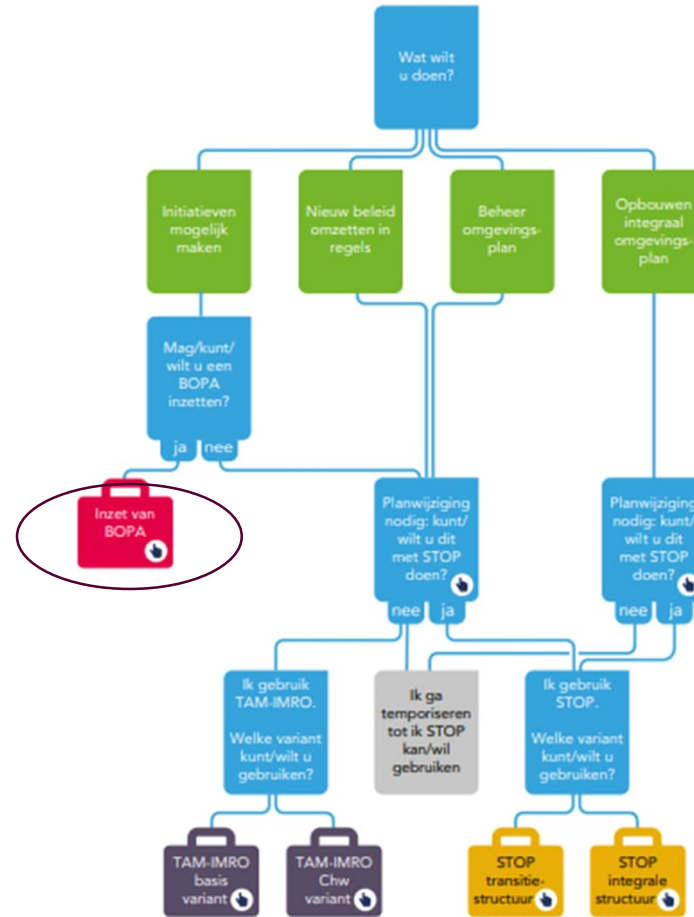 Wat wilt
u doen?
Initiatieven
mogelijk
maken
Nieuw beleid
omzetten in
regels
Beheer
omgevings-
plan
Opbouwen
integraal
omgevings-
plan
Mag/kunt/
wilt u een
BOPA
inzetten?
ja nee
Inzet van
BOPA
Planwijziging
nodig: kunt/
wilt u dit
met STOP
doen?
nee ja
Planwijziging
nodig: kunt/
wilt u dit
met STOP
doen?
nee ja
Ik gebruik
TAM-IMRO.
Welke variant
kunt/wilt u
gebruiken?
Ik ga
temporiseren
tot ik STOP
kan/wil
gebruiken
Ik gebruik
STOP.
Welke variant
kunt/wilt u
gebruiken?
TAM-IMRO
basis
variant
TAM-IMRO
Chw
variant
STOP
transitie-
structuur
STOP
integrale
structuur